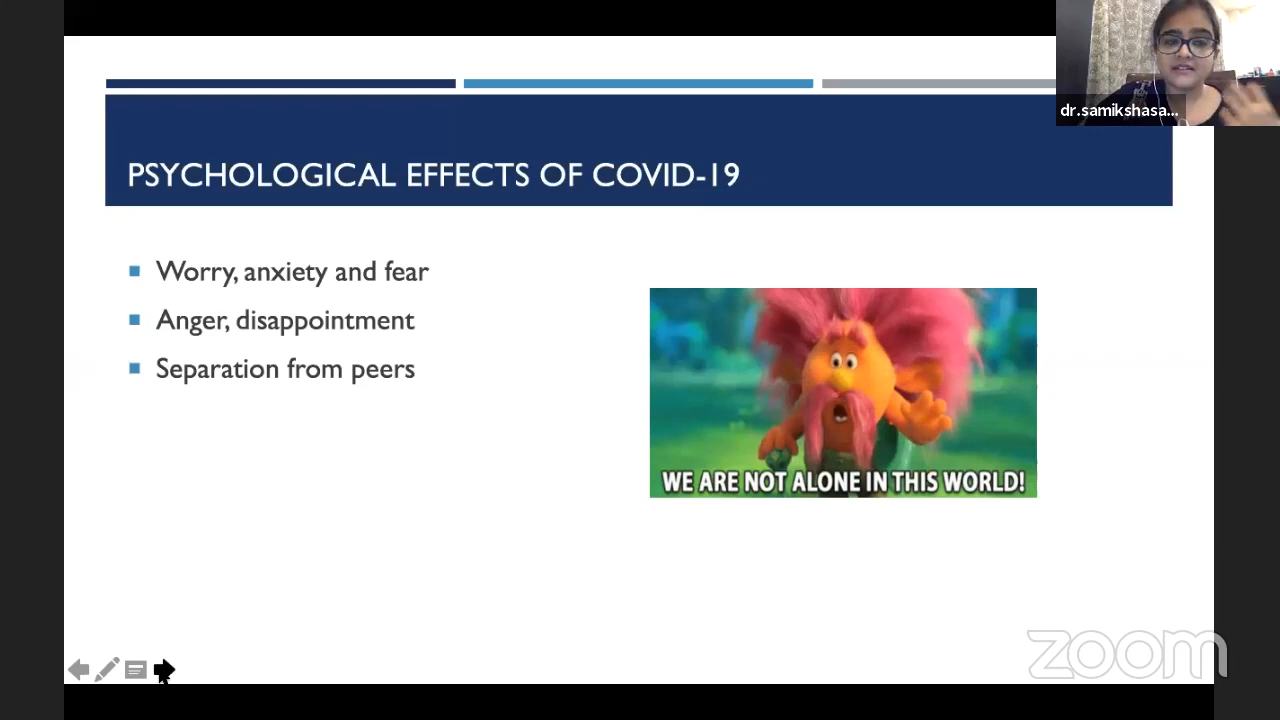 dr.samikshasa...
PSYCHOLOGICAL EFFECTS OF COVID-19
Worry, anxiety and fear
Anger, disappointment
Separation from peers
WE ARE NOT ALONE IN THIS WORLD!
zoom